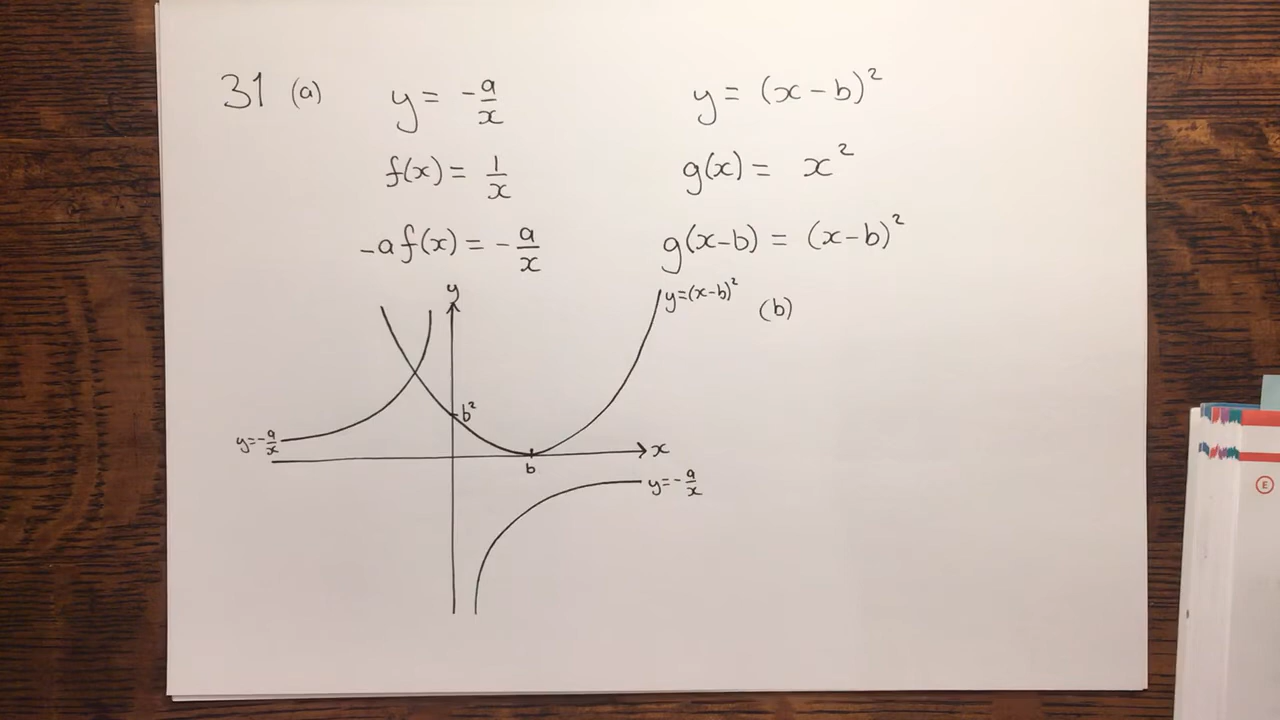 31 (a)
y = -a/x
f(x) = 1/x
-a f(x) = -a/x
y = (x-b)²
g(x) = x²
g(x-b) = (x-b)²
(b)
y
y=(x-b)²
b²
y=-a/x
x
b
y=-a/x
E